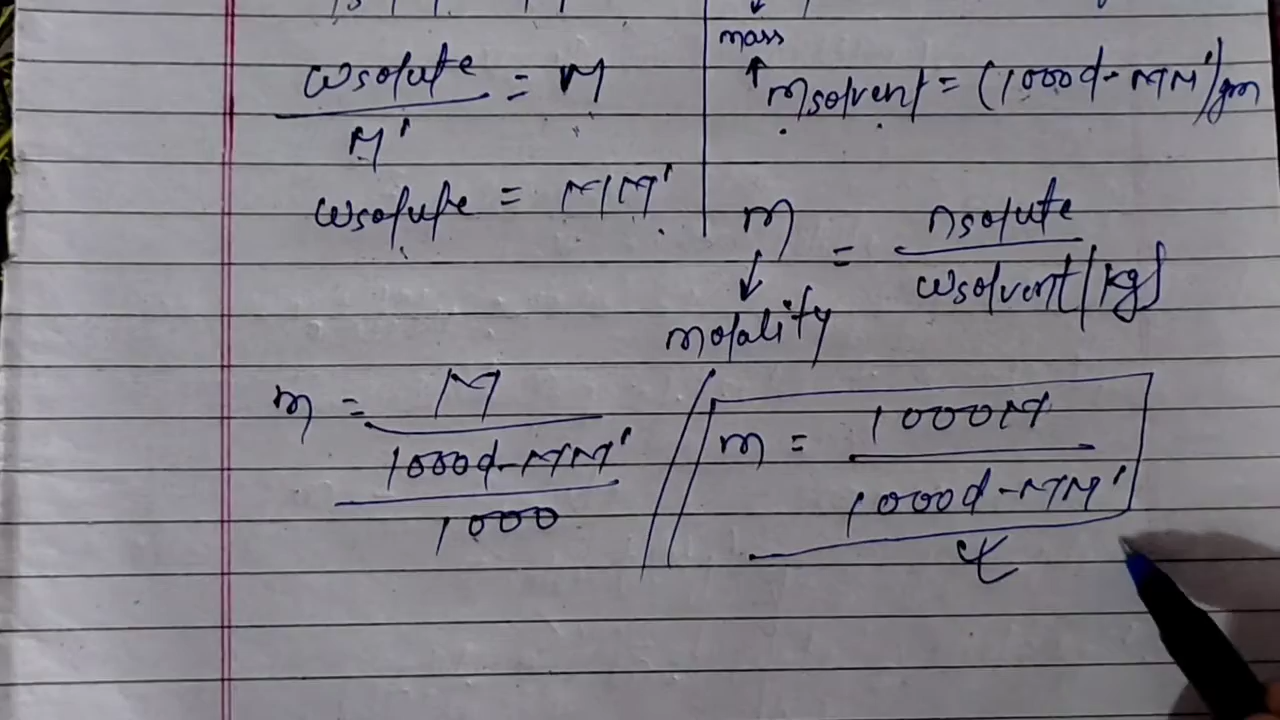 mass
wsolute = M
M'
msolvent = (1000d - MM')gm
wsolute = MM'
m = nsolute
wsolvent(kg)
molality
m = M
1000d - MM'
1000
m = 1000M
1000d - MM'